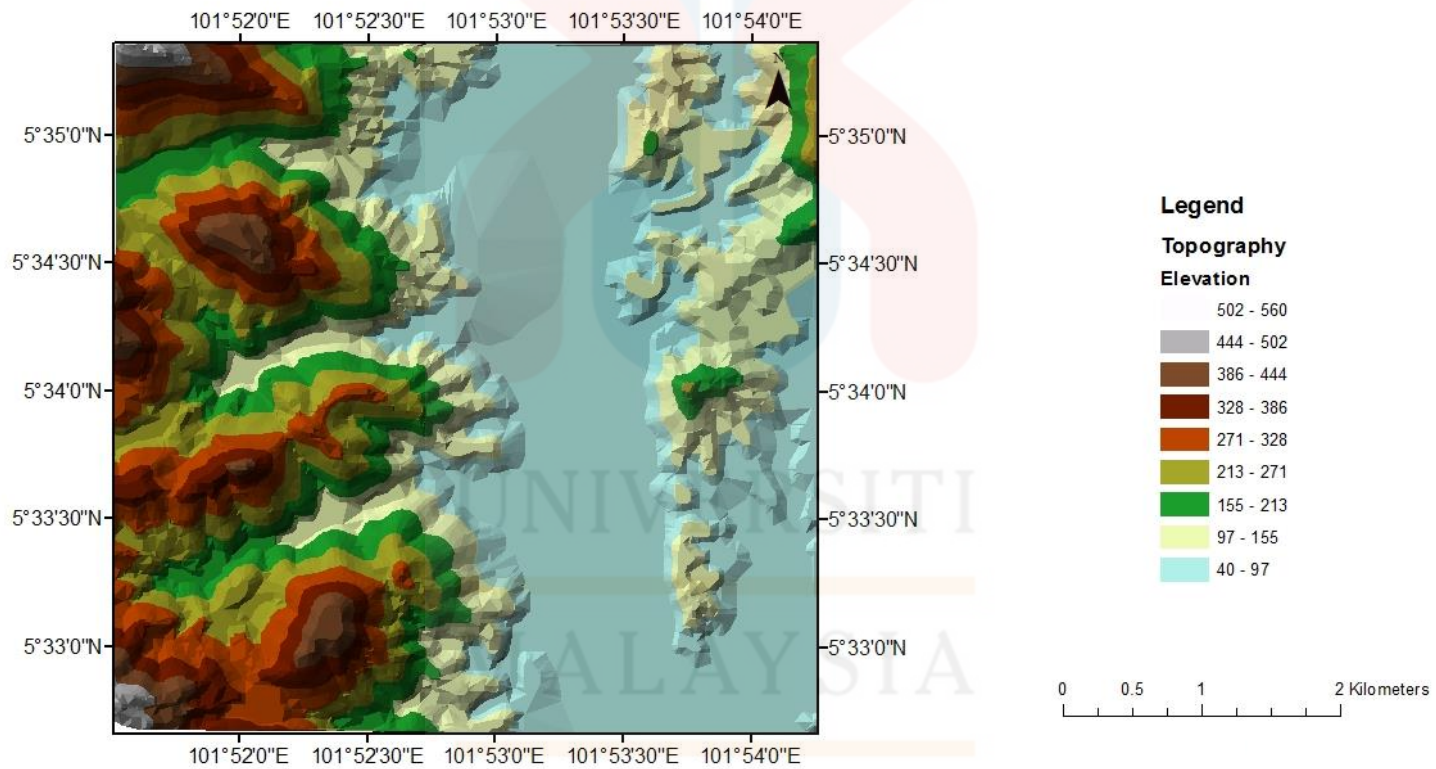 101°52'0"E 101°52'30"E 101°53'0"E 101°53'30"E 101°54'0"E
N
5°35'0"N 5°35'0"N
5°34'30"N 5°34'30"N
5°34'0"N 5°34'0"N
5°33'30"N 5°33'30"N
5°33'0"N 5°33'0"N
101°52'0"E 101°52'30"E 101°53'0"E 101°53'30"E 101°54'0"E
UNIVERSITI
MALAYSIA
Legend
Topography
Elevation
502 - 560
444 - 502
386 - 444
328 - 386
271 - 328
213 - 271
155 - 213
97 - 155
40 - 97
0 0.5 1 2 Kilometers